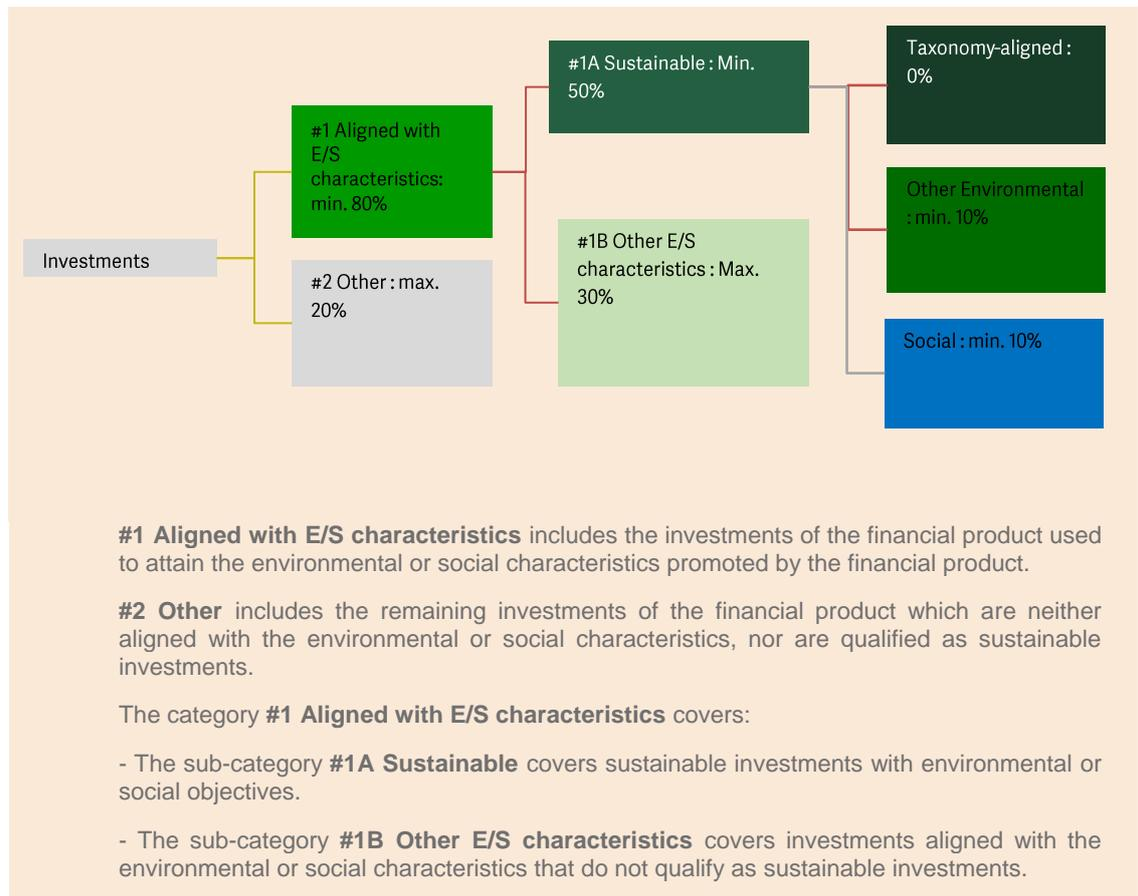 Investments
#1 Aligned with
E/S
characteristics:
min. 80%
#2 Other : max.
20%
#1A Sustainable : Min.
50%
#1B Other E/S
characteristics : Max.
30%
Taxonomy-aligned :
0%
Other Environmental
: min. 10%
Social : min. 10%
#1 Aligned with E/S characteristics includes the investments of the financial product used
to attain the environmental or social characteristics promoted by the financial product.
#2 Other includes the remaining investments of the financial product which are neither
aligned with the environmental or social characteristics, nor are qualified as sustainable
investments.
The category #1 Aligned with E/S characteristics covers:
- The sub-category #1A Sustainable covers sustainable investments with environmental or
social objectives.
- The sub-category #1B Other E/S characteristics covers investments aligned with the
environmental or social characteristics that do not qualify as sustainable investments.